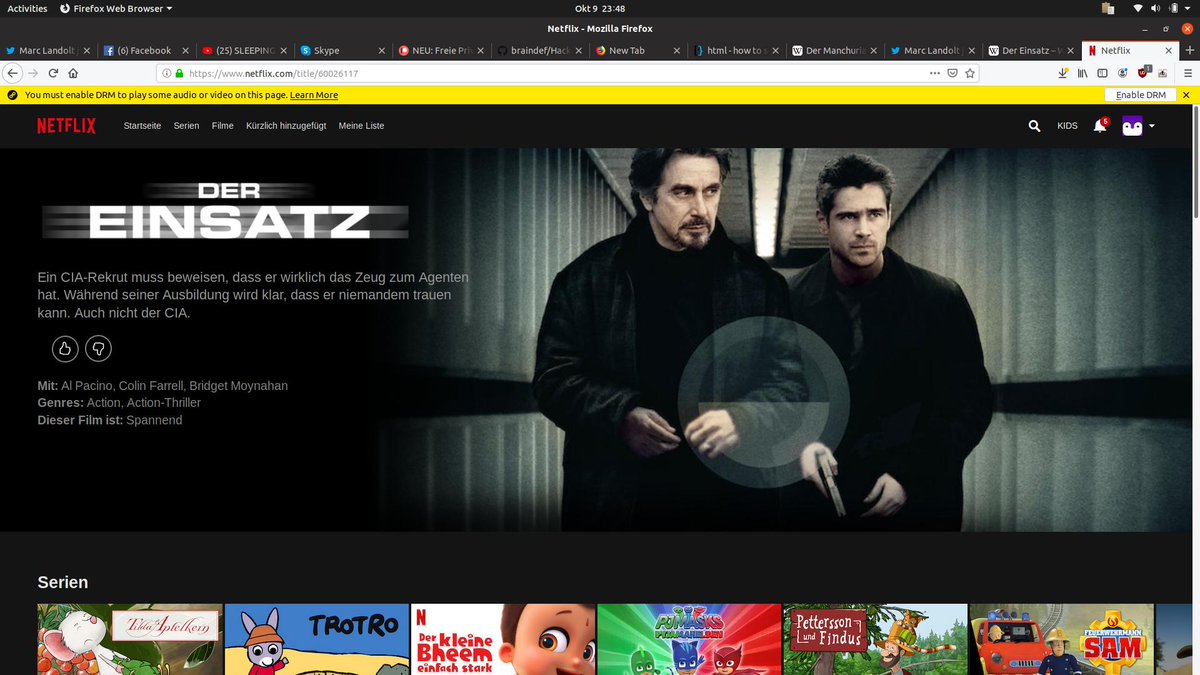 Activities Firefox Web Browser Okt 9 23:48
Netflix - Mozilla Firefox
Marc Landolt (6) Facebook (25) SLEEPING Skype NEU: Freie Pri braindef/Hac New Tab html - how to s Der Manchuri Marc Landolt Der Einsatz – W Netflix
https://www.netflix.com/title/60026117
You must enable DRM to play some audio or video on this page. Learn More Enable DRM
NETFLIX Startseite Serien Filme Kürzlich hinzugefügt Meine Liste KIDS 5
DER
EINSATZ
Ein CIA-Rekrut muss beweisen, dass er wirklich das Zeug zum Agenten
hat. Während seiner Ausbildung wird klar, dass er niemandem trauen
kann. Auch nicht der CIA.
Mit: Al Pacino, Colin Farrell, Bridget Moynahan
Genres: Action, Action-Thriller
Dieser Film ist: Spannend
Serien
Tilda Apfelkern
TROTRO
N
Der kleine
Bheem
einfach stark
PJMASKS
PYJAMAHELDEN
Pettersson
und Findus
FEUERWEHRMANN
SAM